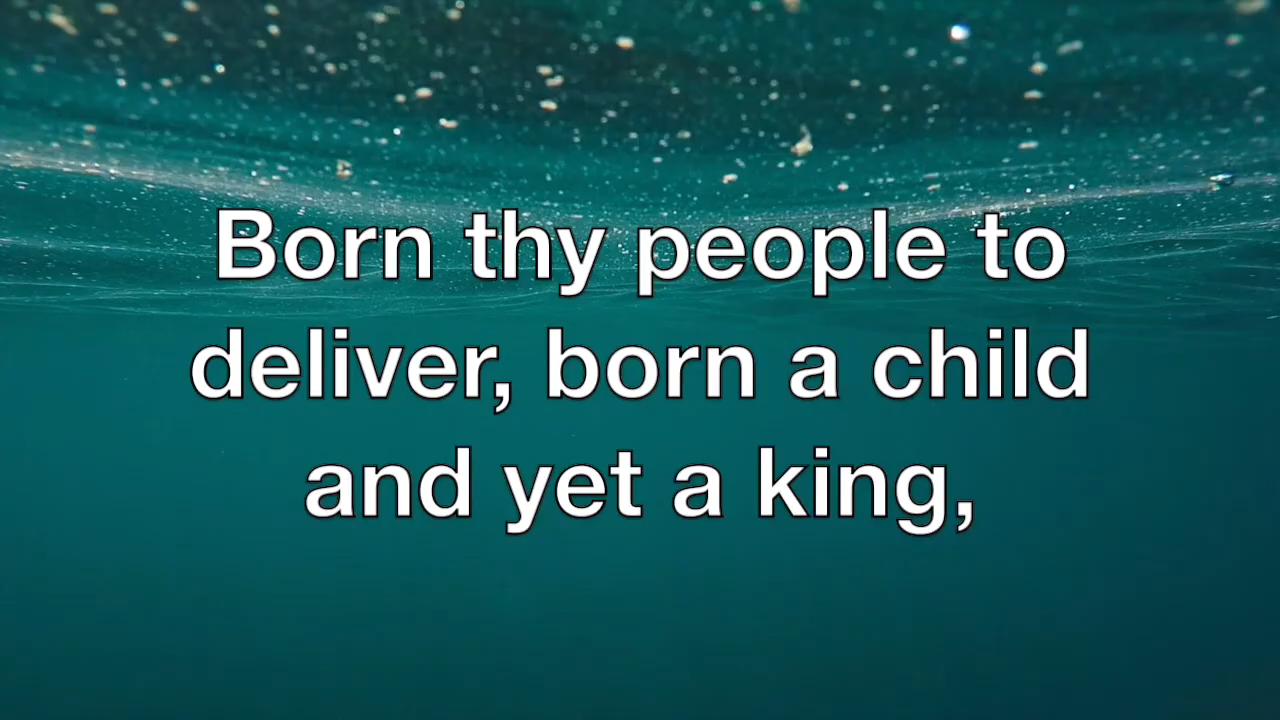 Born thy people to
deliver, born a child
and yet a king,